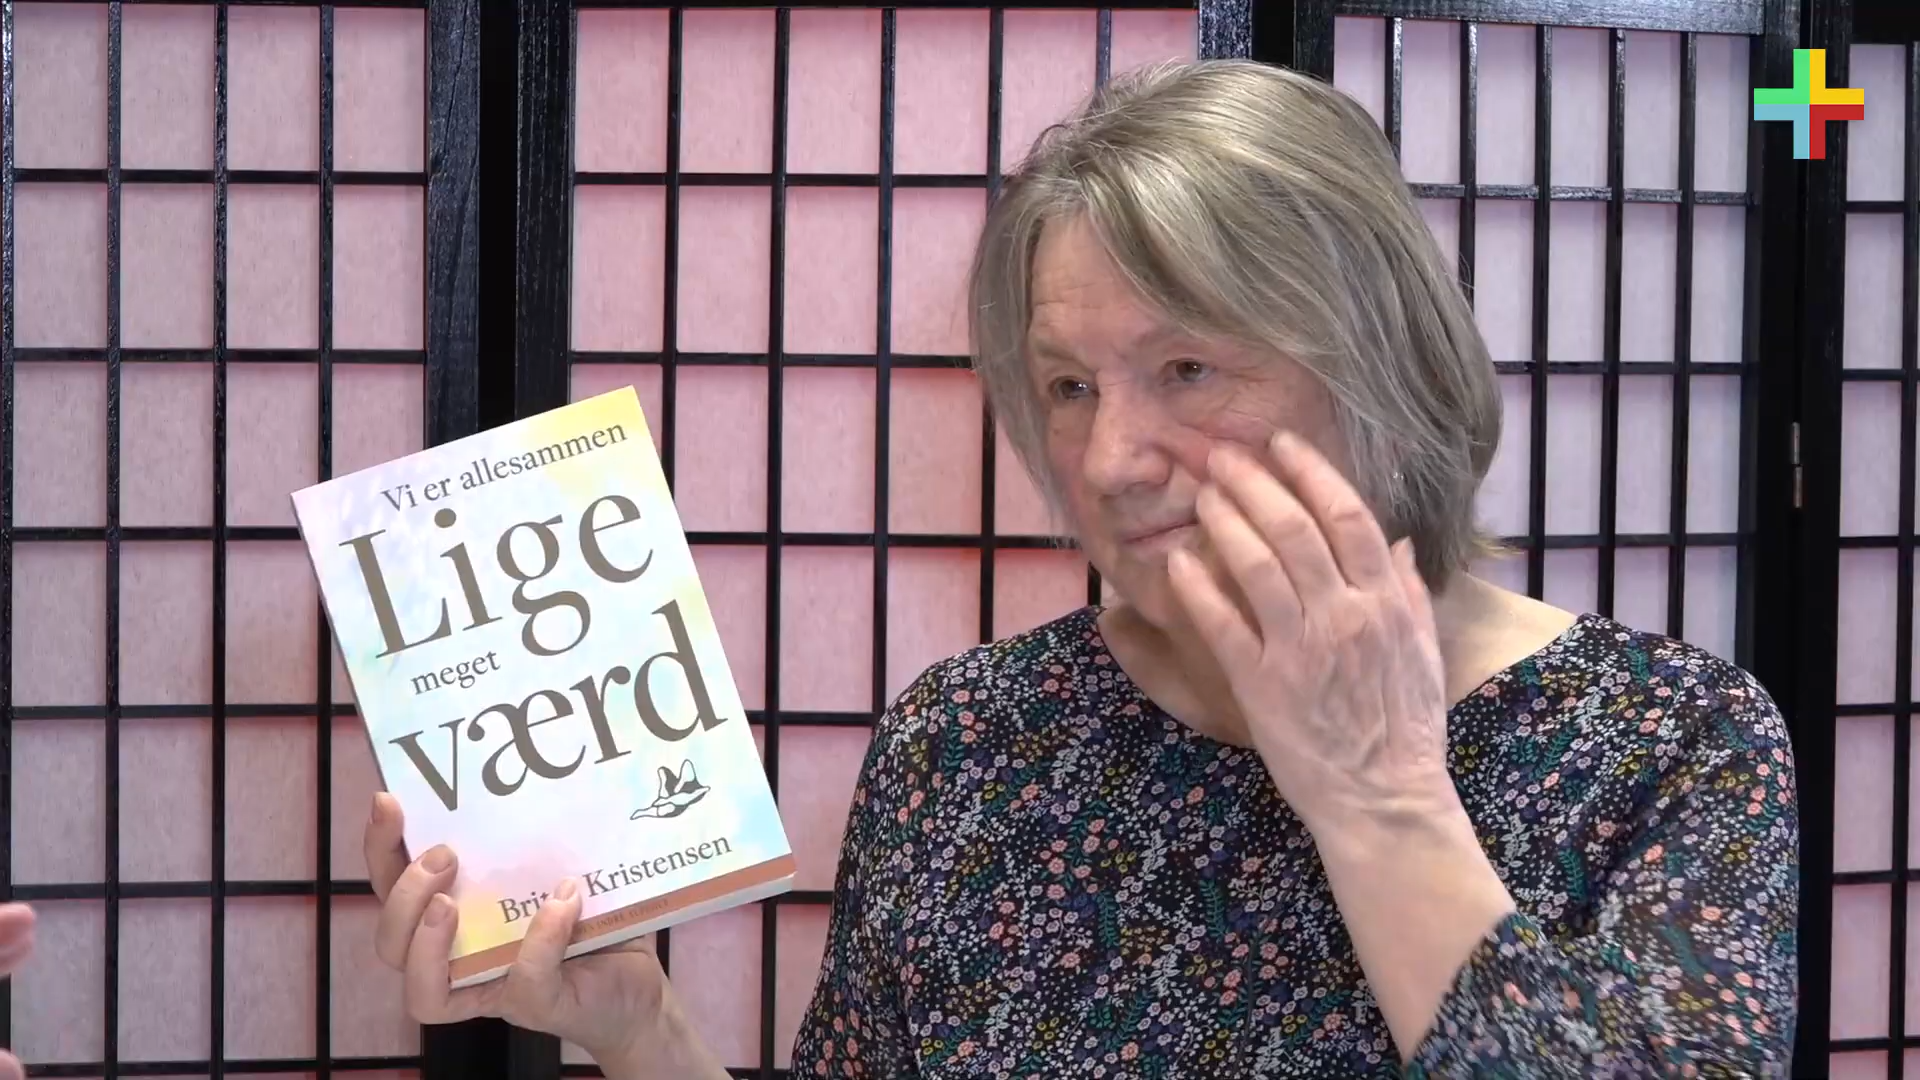 Vi er allesammen
Lige
meget
værd
Kristensen